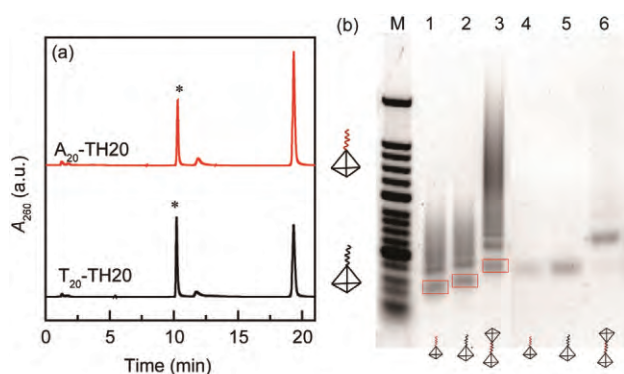 (a)
*
A₂₀-TH20
*
T₂₀-TH20
A₂₆₀ (a.u.)
0 5 10 15 20
Time (min)
(b) M 1 2 3 4 5 6